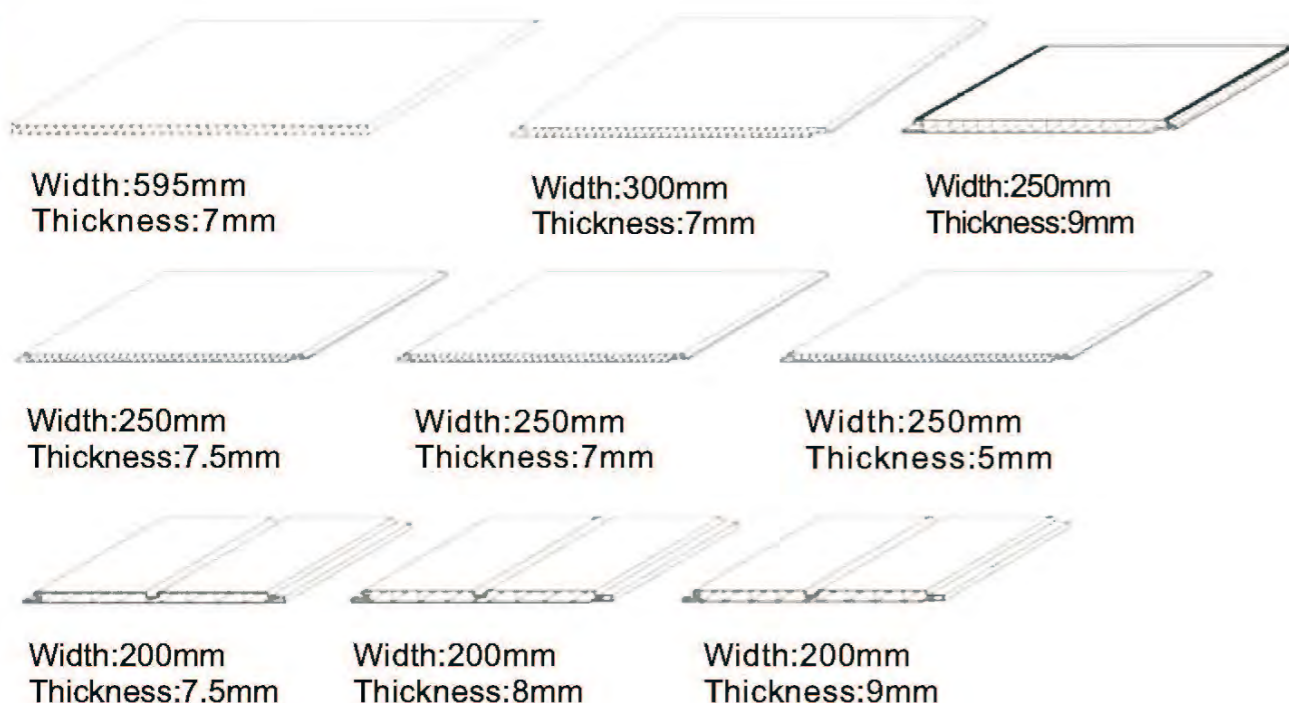 Width:595mm
Thickness:7mm
Width:300mm
Thickness:7mm
Width:250mm
Thickness:9mm
Width:250mm
Thickness:7.5mm
Width:250mm
Thickness:7mm
Width:250mm
Thickness:5mm
Width:200mm
Thickness:7.5mm
Width:200mm
Thickness:8mm
Width:200mm
Thickness:9mm